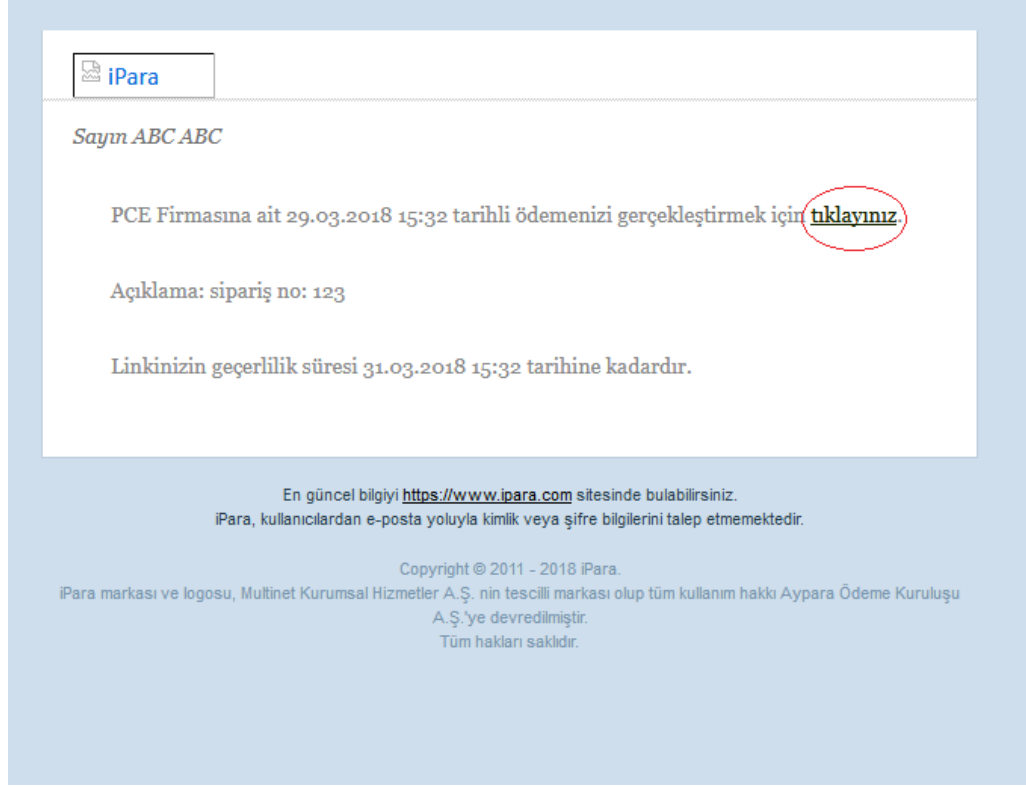 iPara
Sayın ABC ABC
PCE Firmasına ait 29.03.2018 15:32 tarihli ödemenizi gerçekleştirmek için tıklayınız.
Açıklama: sipariş no: 123
Linkinizin geçerlilik süresi 31.03.2018 15:32 tarihine kadardır.
En güncel bilgiyi https://www.ipara.com sitesinde bulabilirsiniz.
iPara, kullanıcılardan e-posta yoluyla kimlik veya şifre bilgilerini talep etmemektedir.
Copyright © 2011 - 2018 iPara.
iPara markası ve logosu, Multinet Kurumsal Hizmetler A.Ş. nin tescilli markası olup tüm kullanım hakkı Aypara Ödeme Kuruluşu
A.Ş.'ye devredilmiştir.
Tüm hakları saklıdır.